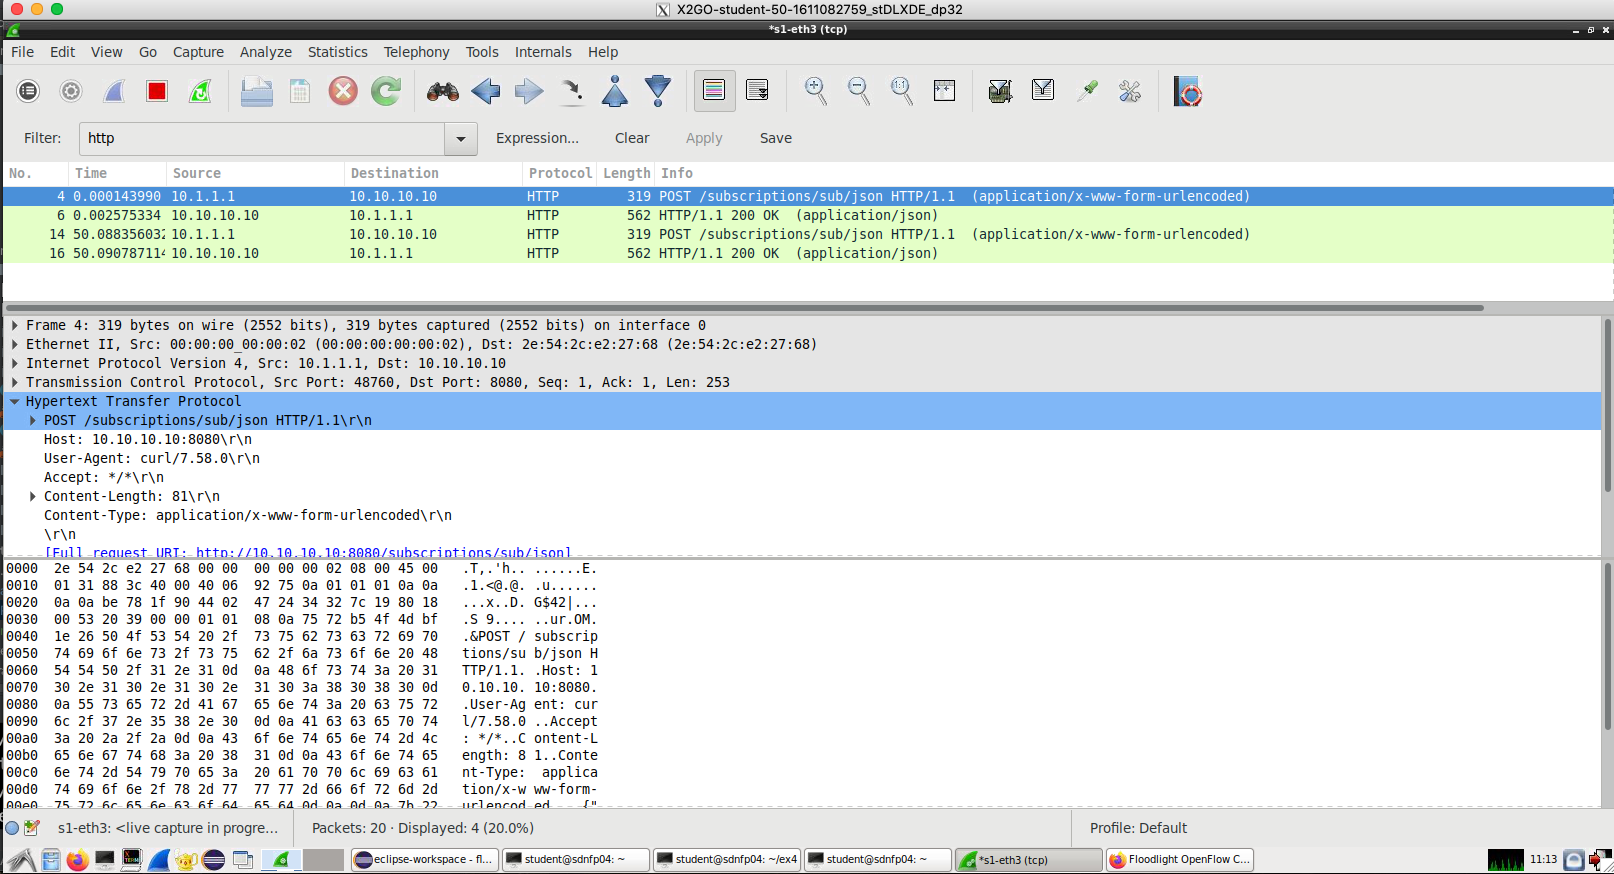 X2GO-student-50-1611082759_stDLXDE_dp32
*s1-eth3 (tcp)
File Edit View Go Capture Analyze Statistics Telephony Tools Internals Help
Filter: http Expression... Clear Apply Save
No. Time Source Destination Protocol Length Info
4 0.000143990 10.1.1.1 10.10.10.10 HTTP 319 POST /subscriptions/sub/json HTTP/1.1 (application/x-www-form-urlencoded)
6 0.002575334 10.10.10.10 10.1.1.1 HTTP 562 HTTP/1.1 200 OK (application/json)
14 50.088356032 10.1.1.1 10.10.10.10 HTTP 319 POST /subscriptions/sub/json HTTP/1.1 (application/x-www-form-urlencoded)
16 50.090787114 10.10.10.10 10.1.1.1 HTTP 562 HTTP/1.1 200 OK (application/json)
Frame 4: 319 bytes on wire (2552 bits), 319 bytes captured (2552 bits) on interface 0
Ethernet II, Src: 00:00:00_00:00:02 (00:00:00:00:00:02), Dst: 2e:54:2c:e2:27:68 (2e:54:2c:e2:27:68)
Internet Protocol Version 4, Src: 10.1.1.1, Dst: 10.10.10.10
Transmission Control Protocol, Src Port: 48760, Dst Port: 8080, Seq: 1, Ack: 1, Len: 253
Hypertext Transfer Protocol
POST /subscriptions/sub/json HTTP/1.1\r\n
Host: 10.10.10.10:8080\r\n
User-Agent: curl/7.58.0\r\n
Accept: */*\r\n
Content-Length: 81\r\n
Content-Type: application/x-www-form-urlencoded\r\n
\r\n
[Full request URI: http://10.10.10.10:8080/subscriptions/sub/json]
0000 2e 54 2c e2 27 68 00 00 00 00 00 02 08 00 45 00 .T,.'h.. ......E.
0010 01 31 88 3c 40 00 40 06 92 75 0a 01 01 01 0a 0a .1.<@.@. .u......
0020 0a 0a be 78 1f 90 44 02 47 24 34 32 7c 19 80 18 ...x..D. G$42|...
0030 00 53 20 39 00 00 01 01 08 0a 75 72 b5 4f 4d bf .S 9.... ..ur.OM.
0040 1e 26 50 4f 53 54 20 2f 73 75 62 73 63 72 69 70 .&POST / subscrip
0050 74 69 6f 6e 73 2f 73 75 62 2f 6a 73 6f 6e 20 48 tions/su b/json H
0060 54 54 50 2f 31 2e 31 0d 0a 48 6f 73 74 3a 20 31 TTP/1.1. .Host: 1
0070 30 2e 31 30 2e 31 30 2e 31 30 3a 38 30 38 30 0d 0.10.10. 10:8080.
0080 0a 55 73 65 72 2d 41 67 65 6e 74 3a 20 63 75 72 .User-Ag ent: cur
0090 6c 2f 37 2e 35 38 2e 30 0d 0a 41 63 63 65 70 74 l/7.58.0 ..Accept
00a0 3a 20 2a 2f 2a 0d 0a 43 6f 6e 74 65 6e 74 2d 4c : */*..C ontent-L
00b0 65 6e 67 74 68 3a 20 38 31 0d 0a 43 6f 6e 74 65 ength: 8 1..Conte
00c0 6e 74 2d 54 79 70 65 3a 20 61 70 70 6c 69 63 61 nt-Type: applica
00d0 74 69 6f 6e 2f 78 2d 77 77 77 2d 66 6f 72 6d 2d tion/x-w ww-form-
00e0 75 72 6c 65 6e 63 6f 64 65 64 0d 0a 0d 0a 7b 22 urlencod ed....{"
s1-eth3: <live capture in progre... Packets: 20 · Displayed: 4 (20.0%) Profile: Default
eclipse-workspace - fl... student@sdnfp04: ~ student@sdnfp04: ~/ex4 student@sdnfp04: ~ *s1-eth3 (tcp) Floodlight OpenFlow C... 11:13